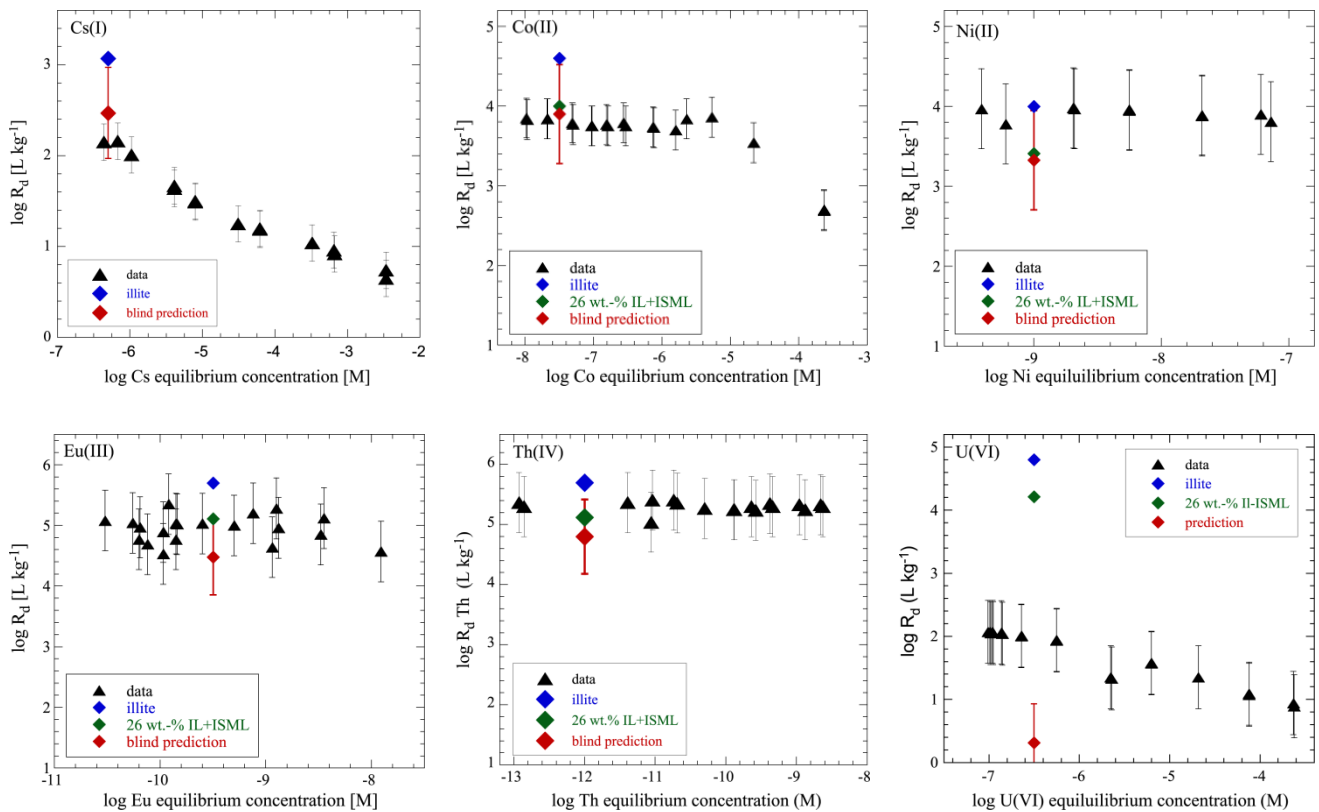 Cs(I)
log Rd [L kg-1]
3
2
1
0
data
illite
blind prediction
-7 -6 -5 -4 -3 -2
log Cs equilibrium concentration [M]
Co(II)
log Rd [L kg-1]
5
4
3
2
1
data
illite
26 wt.-% IL+ISML
blind prediction
-8 -7 -6 -5 -4 -3
log Co equilibrium concentration [M]
Ni(II)
log Rd [L kg-1]
5
4
3
2
1
data
illite
26 wt.-% IL+ISML
blind prediction
-9 -8 -7
log Ni equiluilibrium concentration [M]
Eu(III)
log Rd [L kg-1]
6
5
4
3
2
1
data
illite
26 wt.-% IL+ISML
blind prediction
-11 -10 -9 -8
log Eu equilibrium concentration [M]
Th(IV)
log Rd Th (L kg-1)
6
5
4
3
2
1
data
illite
26 wt.% IL+ISML
blind prediction
-13 -12 -11 -10 -9 -8
log Th equilibrium concentration (M)
U(VI)
log Rd (L kg-1)
5
4
3
2
1
0
data
illite
26 wt.-% Il-ISML
prediction
-7 -6 -5 -4
log U(VI) equiluilibrium concentration (M)